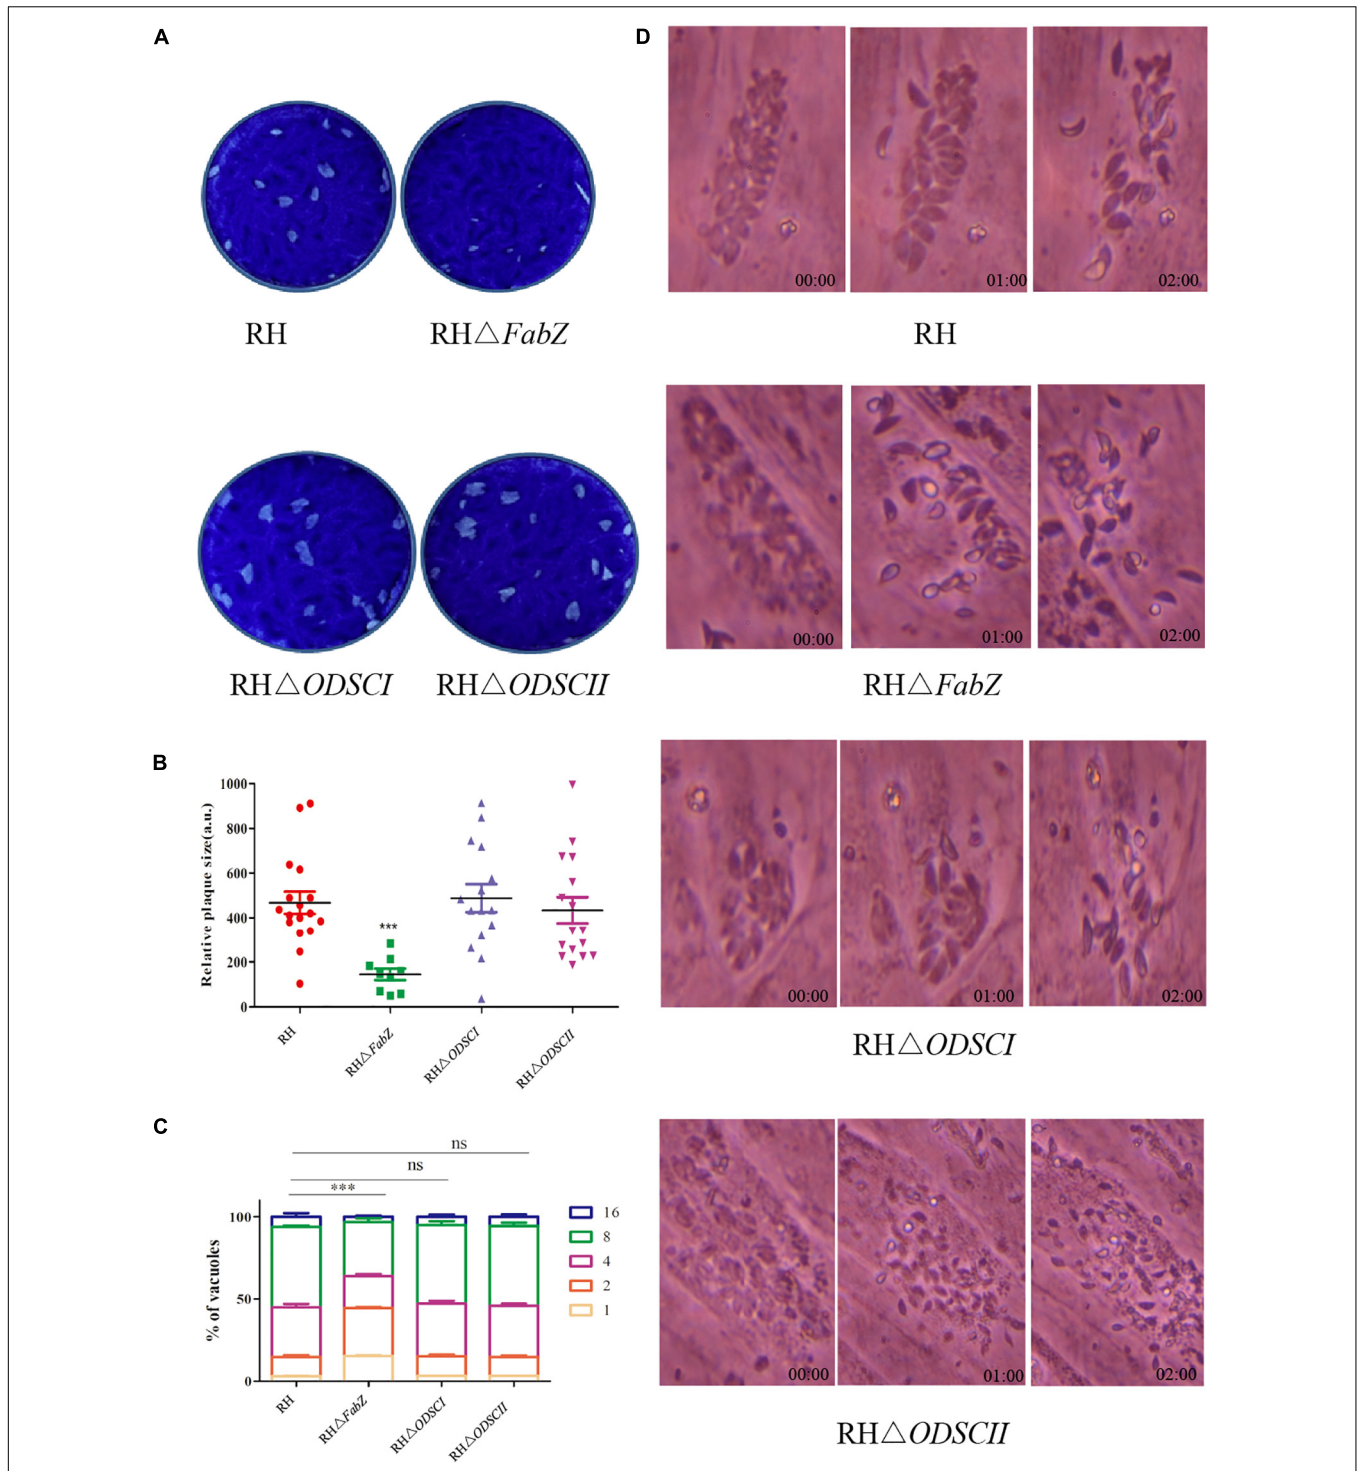 A
RH
RH△FabZ
RH△ODSCI
RH△ODSCII
B
Relative plaque size(a.u.)
1000
800
600
400
200
0
***
RH
RH△FabZ
RH△ODSCI
RH△ODSCII
C
% of vacuoles
100
50
0
ns
ns
***
16
8
4
2
1
RH
RH△FabZ
RH△ODSCI
RH△ODSCII
D
00:00
01:00
02:00
RH
00:00
01:00
02:00
RH△FabZ
00:00
01:00
02:00
RH△ODSCI
00:00
01:00
02:00
RH△ODSCII